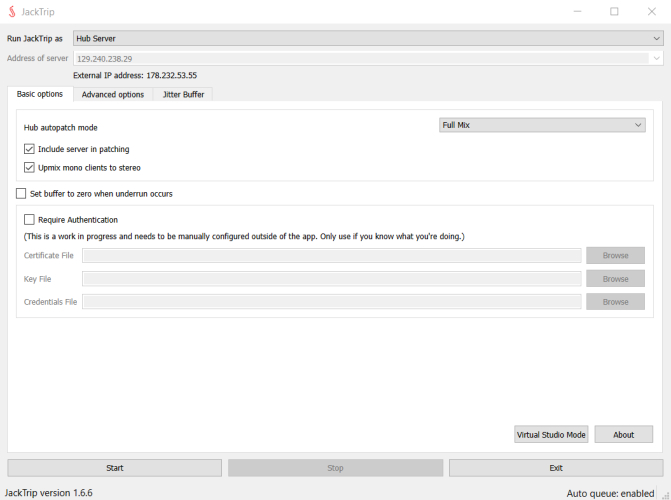 JackTrip
Run JackTrip as Hub Server
Address of server 129.240.238.29
External IP address: 178.232.53.55
Basic options Advanced options Jitter Buffer
Hub autopatch mode Full Mix
Include server in patching
Upmix mono clients to stereo
Set buffer to zero when underrun occurs
Require Authentication
(This is a work in progress and needs to be manually configured outside of the app. Only use if you know what you're doing.)
Certificate File Browse
Key File Browse
Credentials File Browse
Virtual Studio Mode About
Start Stop Exit
JackTrip version 1.6.6 Auto queue: enabled